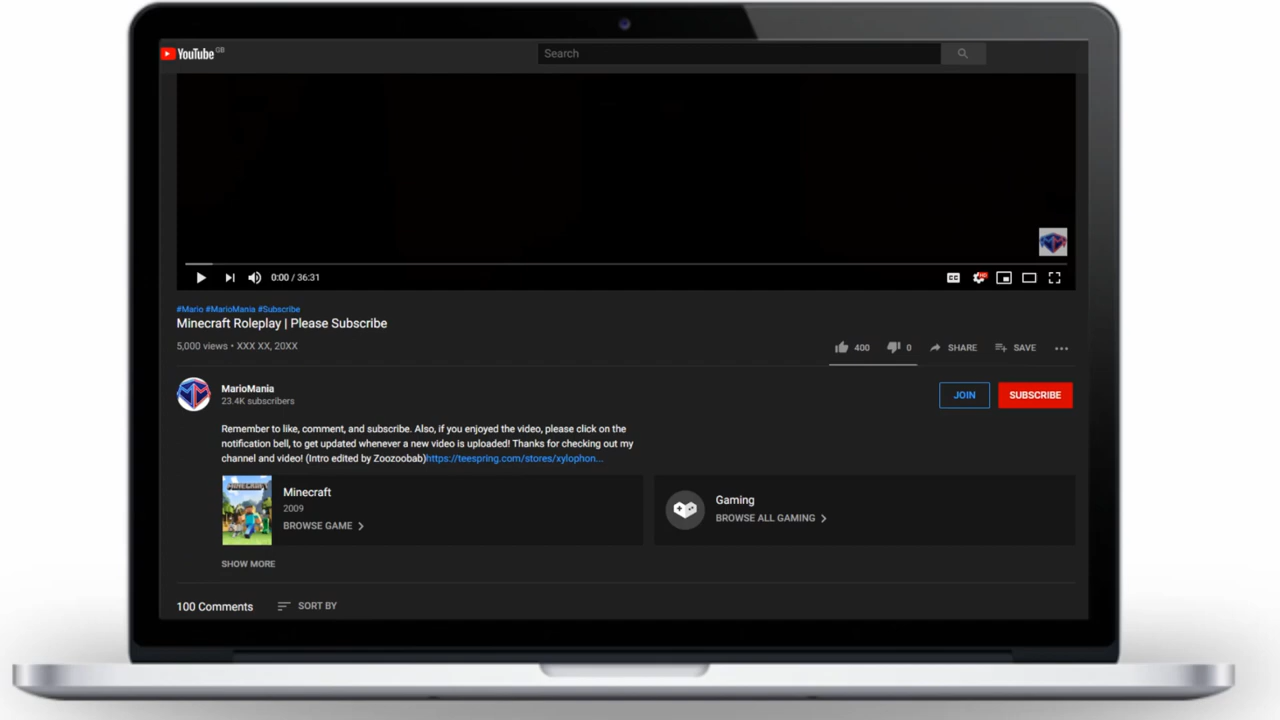 YouTube GB
Search
0:00 / 36:31
CC
HD
#Mario #MarioMania #Subscribe
Minecraft Roleplay | Please Subscribe
5,000 views • XXX XX, 20XX
400
0
SHARE
SAVE
MarioMania
23.4K subscribers
JOIN
SUBSCRIBE
Remember to like, comment, and subscribe. Also, if you enjoyed the video, please click on the
notification bell, to get updated whenever a new video is uploaded! Thanks for checking out my
channel and video! (Intro edited by Zoozoobab)https://teespring.com/stores/xylophon...
MINECRAFT
Minecraft
2009
BROWSE GAME
Gaming
BROWSE ALL GAMING
SHOW MORE
100 Comments
SORT BY